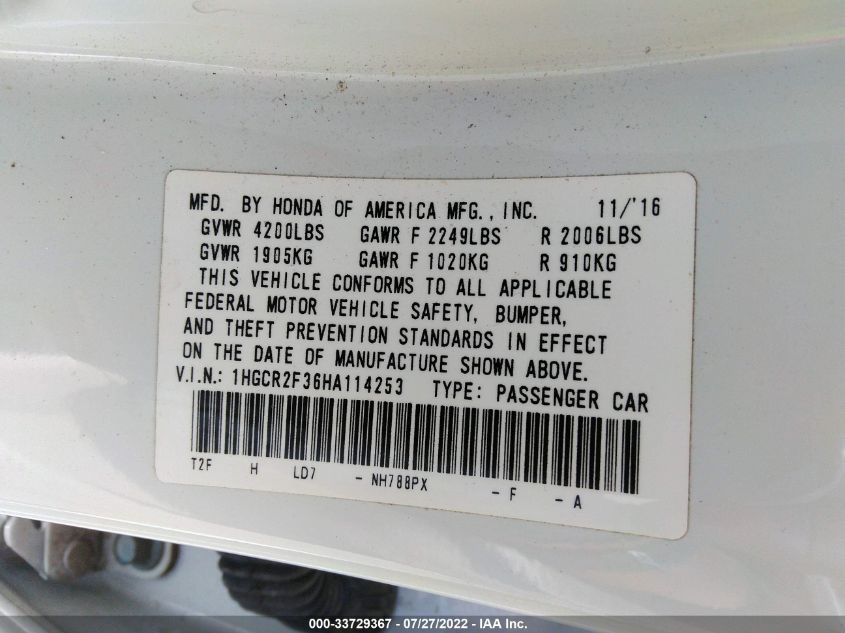 MFD. BY HONDA OF AMERICA MFG., INC. 11/'16
GVWR 4200LBS GAWR F 2249LBS R 2006LBS
GVWR 1905KG GAWR F 1020KG R 910KG
THIS VEHICLE CONFORMS TO ALL APPLICABLE
FEDERAL MOTOR VEHICLE SAFETY, BUMPER,
AND THEFT PREVENTION STANDARDS IN EFFECT
ON THE DATE OF MANUFACTURE SHOWN ABOVE.
V.I.N.: 1HGCR2F36HA114253 TYPE: PASSENGER CAR
T2F H LD7 - NH788PX - F - A
000-33729367 - 07/27/2022 - IAA Inc.